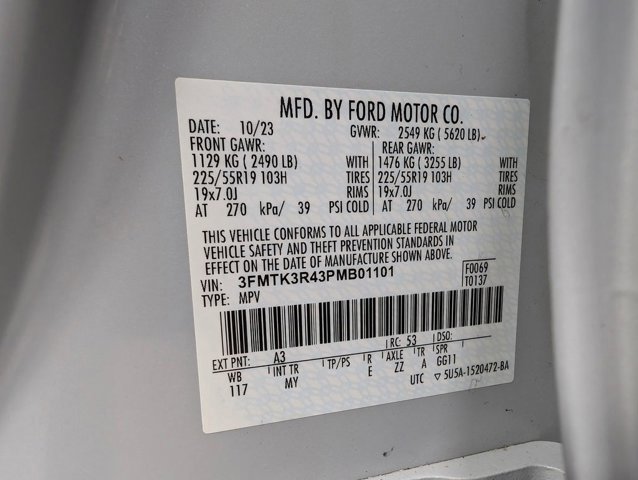 MFD. BY FORD MOTOR CO.
DATE: 10/23 GVWR: 2549 KG ( 5620 LB)
FRONT GAWR: REAR GAWR:
1129 KG ( 2490 LB) WITH 1476 KG ( 3255 LB) WITH
225/55R19 103H TIRES 225/55R19 103H TIRES
19x7.0J RIMS 19x7.0J RIMS
AT 270 kPa/ 39 PSI COLD AT 270 kPa/ 39 PSI COLD
THIS VEHICLE CONFORMS TO ALL APPLICABLE FEDERAL MOTOR
VEHICLE SAFETY AND THEFT PREVENTION STANDARDS IN
EFFECT ON THE DATE OF MANUFACTURE SHOWN ABOVE.
VIN: 3FMTK3R43PMB01101 F0069
TYPE: MPV T0137
EXT PNT: A3 RC: 53 DSO:
WB INT TR TP/PS R AXLE TR SPR
117 MY E ZZ A GG11
UTC ▽ 5U5A-1520472-BA